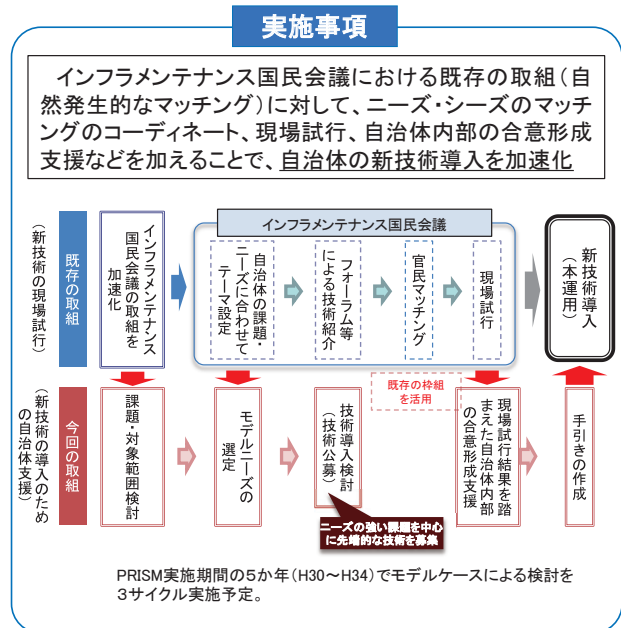 実施事項
インフラメンテナンス国民会議における既存の取組（自
然発生的なマッチング）に対して、ニーズ・シーズのマッチ
ングのコーディネート、現場試行、自治体内部の合意形成
支援などを加えることで、自治体の新技術導入を加速化
既存の取組
（新技術の現場試行）
インフラメンテナンス
国民会議の取組を
加速化
インフラメンテナンス国民会議
自治体の課題・
ニーズに合わせて
テーマ設定
フォーラム等
による技術紹介
官民マッチング
現場試行
新技術導入
（本運用）
既存の枠組
を活用
今回の取組
（新技術の導入のため
の自治体支援）
課題・対象範囲検討
モデルニーズの
選定
技術導入検討
（技術公募）
ニーズの強い課題を中心
に先端的な技術を募集
現場試行結果を踏
まえた自治体内部
の合意形成支援
手引きの作成
PRISM実施期間の5か年（H30～H34）でモデルケースによる検討を
3サイクル実施予定。